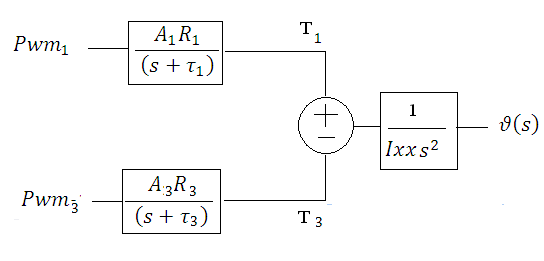 Pwm₁
A₁R₁
(s + τ₁)
T₁
+
−
1
Ixx s²
ϑ(s)
Pwm₃
A₃R₃
(s + τ₃)
T₃